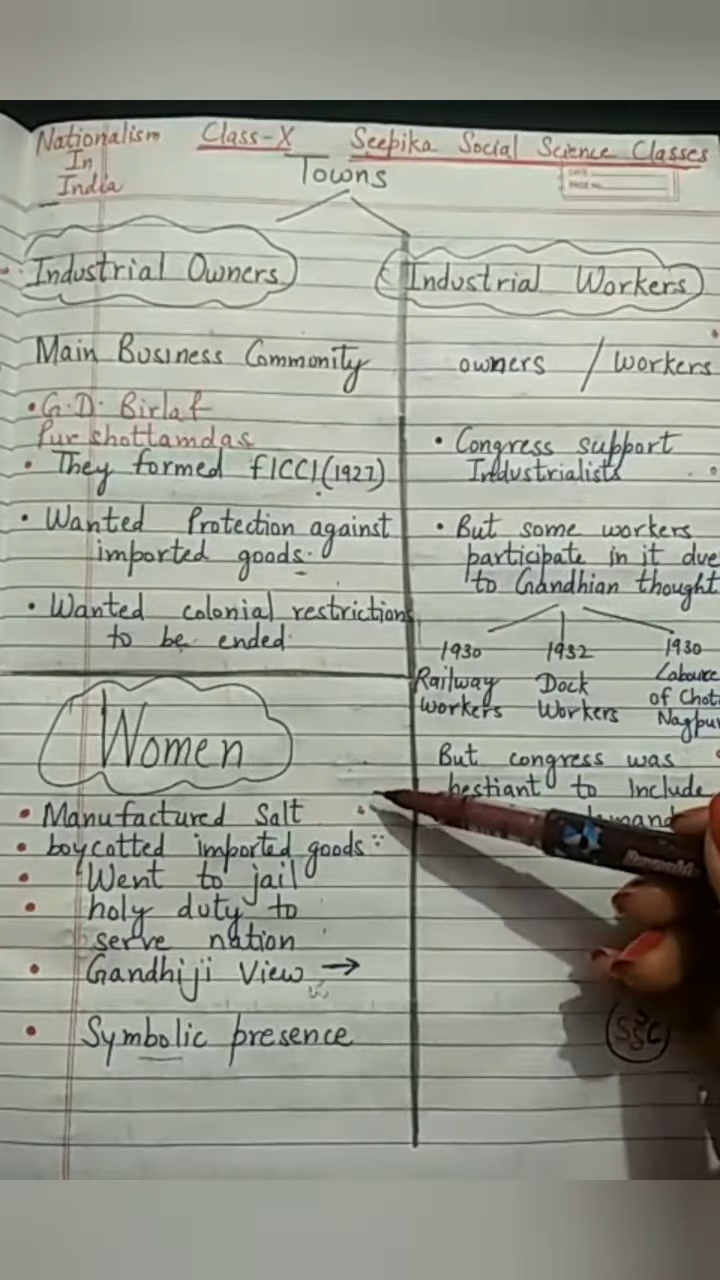 Nationalism
In
India
Class-X
Seepika Social Science Classes
Towns
Industrial Owners
Main Business Commonity
• G.D. Birla &
Purshottamdas
• They formed FICCI (1927)
• Wanted Protection against
imported goods.
• Wanted colonial restrictions
to be ended
Industrial Workers
owners / workers
• Congress support
Industrialists
• But some workers
participate in it due
to Gandhian thought
1930
Railway
workers
1932
Dock
Workers
1930
of Chot
Nagpur
But congress was
hestiant to Include
Women
• Manufactured Salt
• boycotted imported goods
• Went to jail
• holy duty to
serve nation
• Gandhiji View →
• Symbolic presence